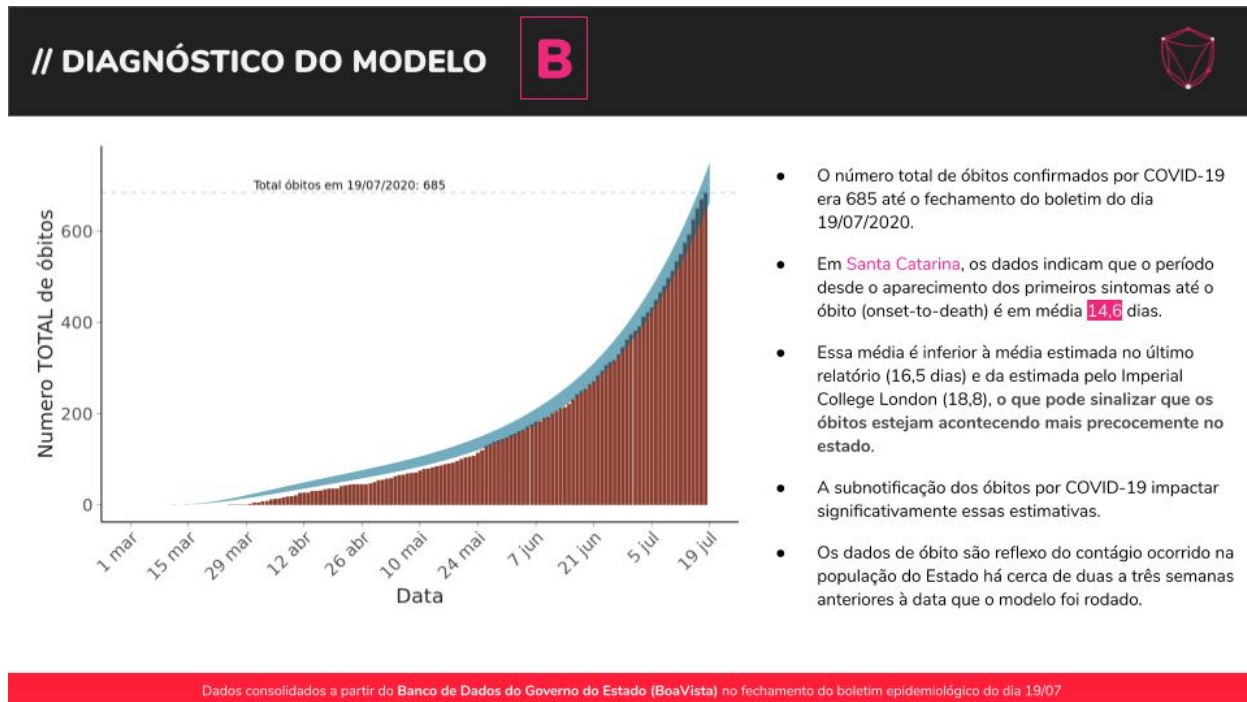 // DIAGNÓSTICO DO MODELO B
Total óbitos em 19/07/2020: 685
Numero TOTAL de óbitos
600
400
200
0
1 mar
15 mar
29 mar
12 abr
26 abr
10 mai
24 mai
7 jun
21 jun
5 jul
19 jul
Data
● O número total de óbitos confirmados por COVID-19
era 685 até o fechamento do boletim do dia
19/07/2020.
● Em Santa Catarina, os dados indicam que o período
desde o aparecimento dos primeiros sintomas até o
óbito (onset-to-death) é em média 14,6 dias.
● Essa média é inferior à média estimada no último
relatório (16,5 dias) e da estimada pelo Imperial
College London (18,8), o que pode sinalizar que os
óbitos estejam acontecendo mais precocemente no
estado.
● A subnotificação dos óbitos por COVID-19 impactar
significativamente essas estimativas.
● Os dados de óbito são reflexo do contágio ocorrido na
população do Estado há cerca de duas a três semanas
anteriores à data que o modelo foi rodado.
Dados consolidados a partir do Banco de Dados do Governo do Estado (BoaVista) no fechamento do boletim epidemiológico do dia 19/07